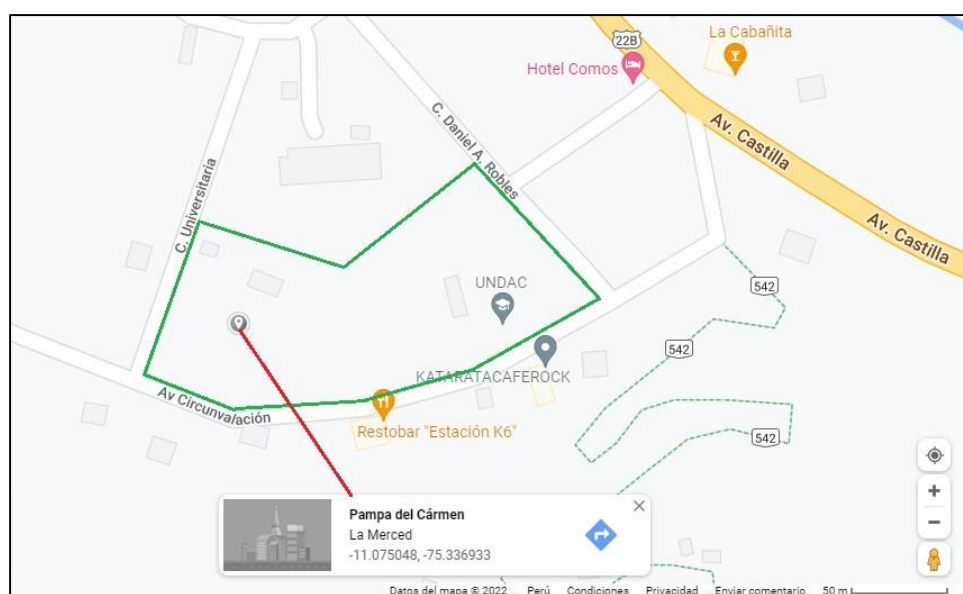 La Cabañita
22B
Hotel Comos
Av. Castilla
C. Daniel A. Robles
C. Universitaria
Av. Castilla
UNDAC
542
542
KATARATACAFEROCK
Av Circunvalación
Restobar "Estación K6"
542
Pampa del Cármen
La Merced
-11.075048, -75.336933
Datos del mapa © 2022 Perú Condiciones Privacidad Enviar comentario 50 m